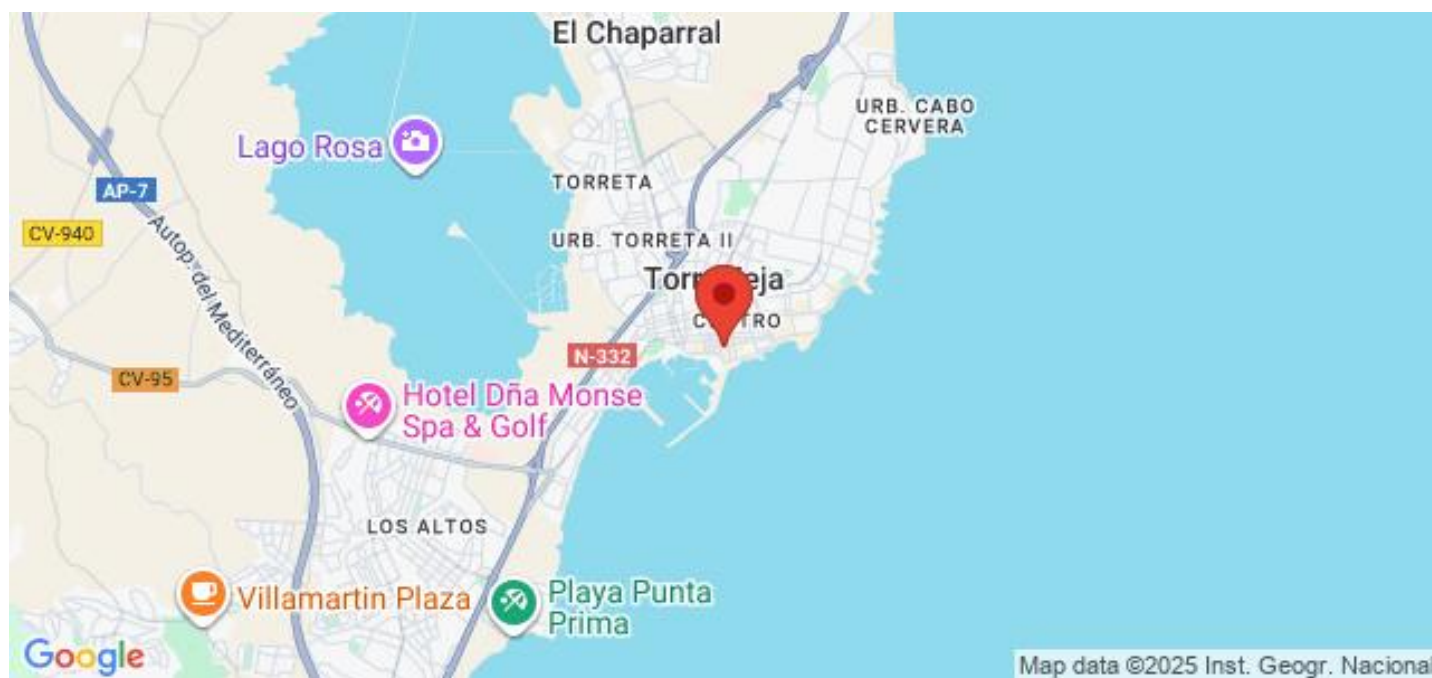 El Chaparral
URB. CABO
CERVERA
Lago Rosa
TORRETA
AP-7
CV-940
URB. TORRETA II
Autop. del Mediterráneo
N-332
CV-95
Hotel Dña Monse
Spa & Golf
LOS ALTOS
Villamartin Plaza
Playa Punta
Prima
Google
Map data ©2025 Inst. Geogr. Nacional